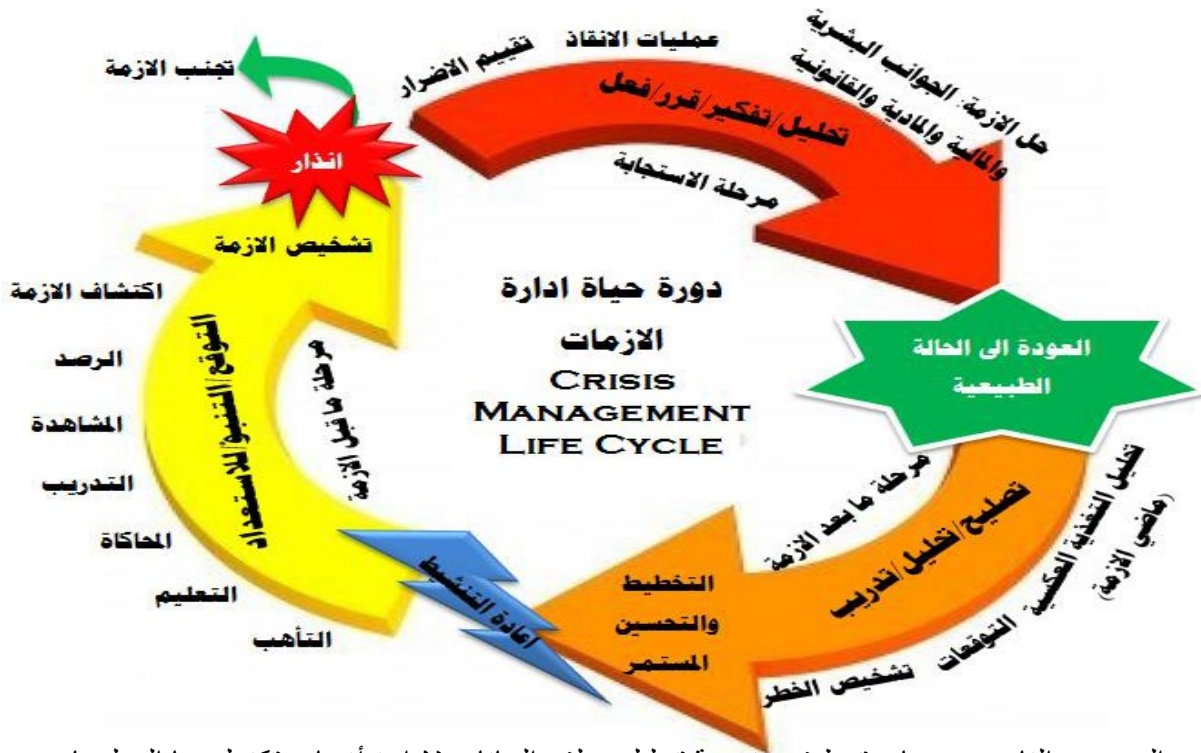 تجنب الازمة
انذار
تقييم الاضرار
عمليات الانقاذ
حل الازمة: الجوانب البشرية
والمالية والمادية والقانونية
تحليل/تفكير/قرر/فعل
مرحلة الاستجابة
تشخيص الازمة
اكتشاف الازمة
الرصد
المشاهدة
التدريب
المحاكاة
التعليم
التأهب
التوقع/التنبؤ/للاستعداد
مرحلة ماقبل الازمة
دورة حياة ادارة
الازمات
CRISIS
MANAGEMENT
LIFE CYCLE
العودة الى الحالة
الطبيعية
مرحلة ما بعد الازمة
تصليح/تحليل/تدريب
تحليل التغذية العكسية
(ماضي الازمة)
التوقعات
تشخيص الخطر
التخطيط
والتحسين
المستمر
اعادة التنشيط